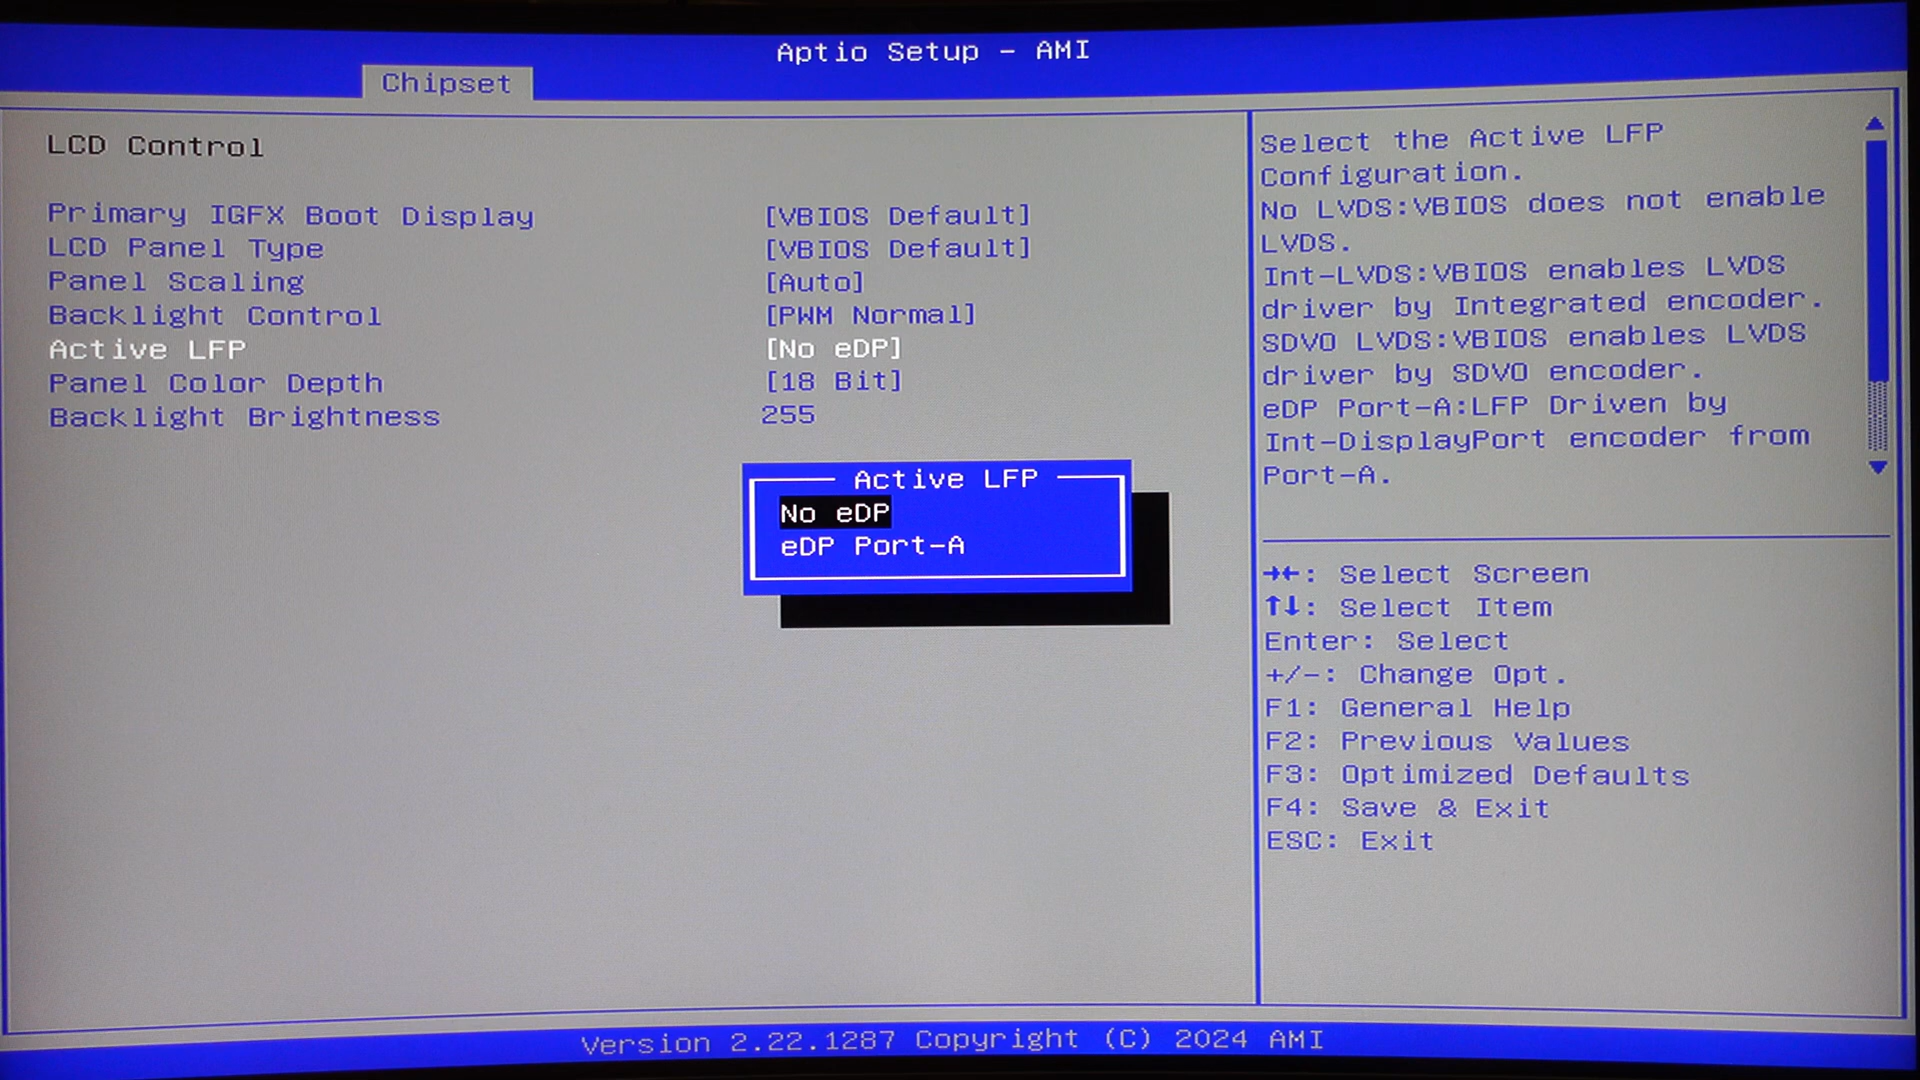 Aptio Setup - AMI
Chipset
LCD Control
Primary IGFX Boot Display [VBIOS Default]
LCD Panel Type [VBIOS Default]
Panel Scaling [Auto]
Backlight Control [PWM Normal]
Active LFP [No eDP]
Panel Color Depth [18 Bit]
Backlight Brightness 255
Active LFP
No eDP
eDP Port-A
Select the Active LFP
Configuration.
No LVDS:VBIOS does not enable
LVDS.
Int-LVDS:VBIOS enables LVDS
driver by Integrated encoder.
SDVO LVDS:VBIOS enables LVDS
driver by SDVO encoder.
eDP Port-A:LFP Driven by
Int-DisplayPort encoder from
Port-A.
→←: Select Screen
↑↓: Select Item
Enter: Select
+/-: Change Opt.
F1: General Help
F2: Previous Values
F3: Optimized Defaults
F4: Save & Exit
ESC: Exit
Version 2.22.1287 Copyright (C) 2024 AMI